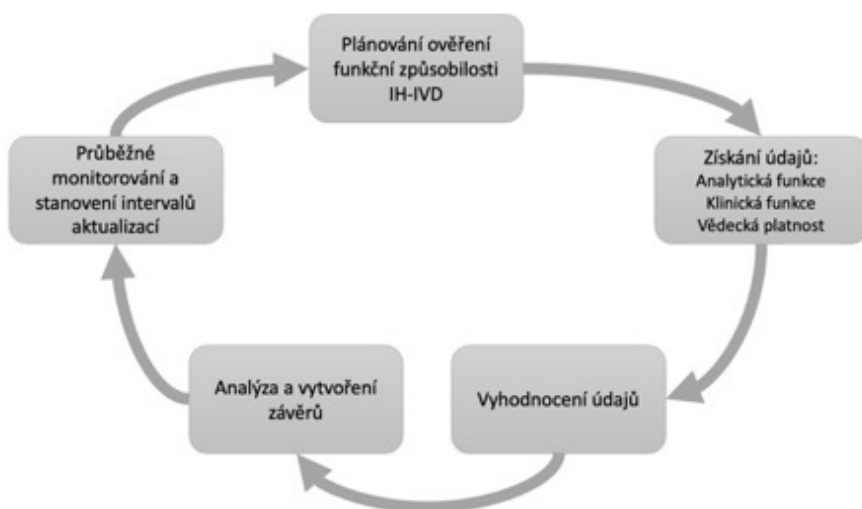 Plánování ověření
funkční způsobilosti
IH-IVD
Získání údajů:
Analytická funkce
Klinická funkce
Vědecká platnost
Vyhodnocení údajů
Analýza a vytvoření
závěrů
Průběžné
monitorování a
stanovení intervalů
aktualizací